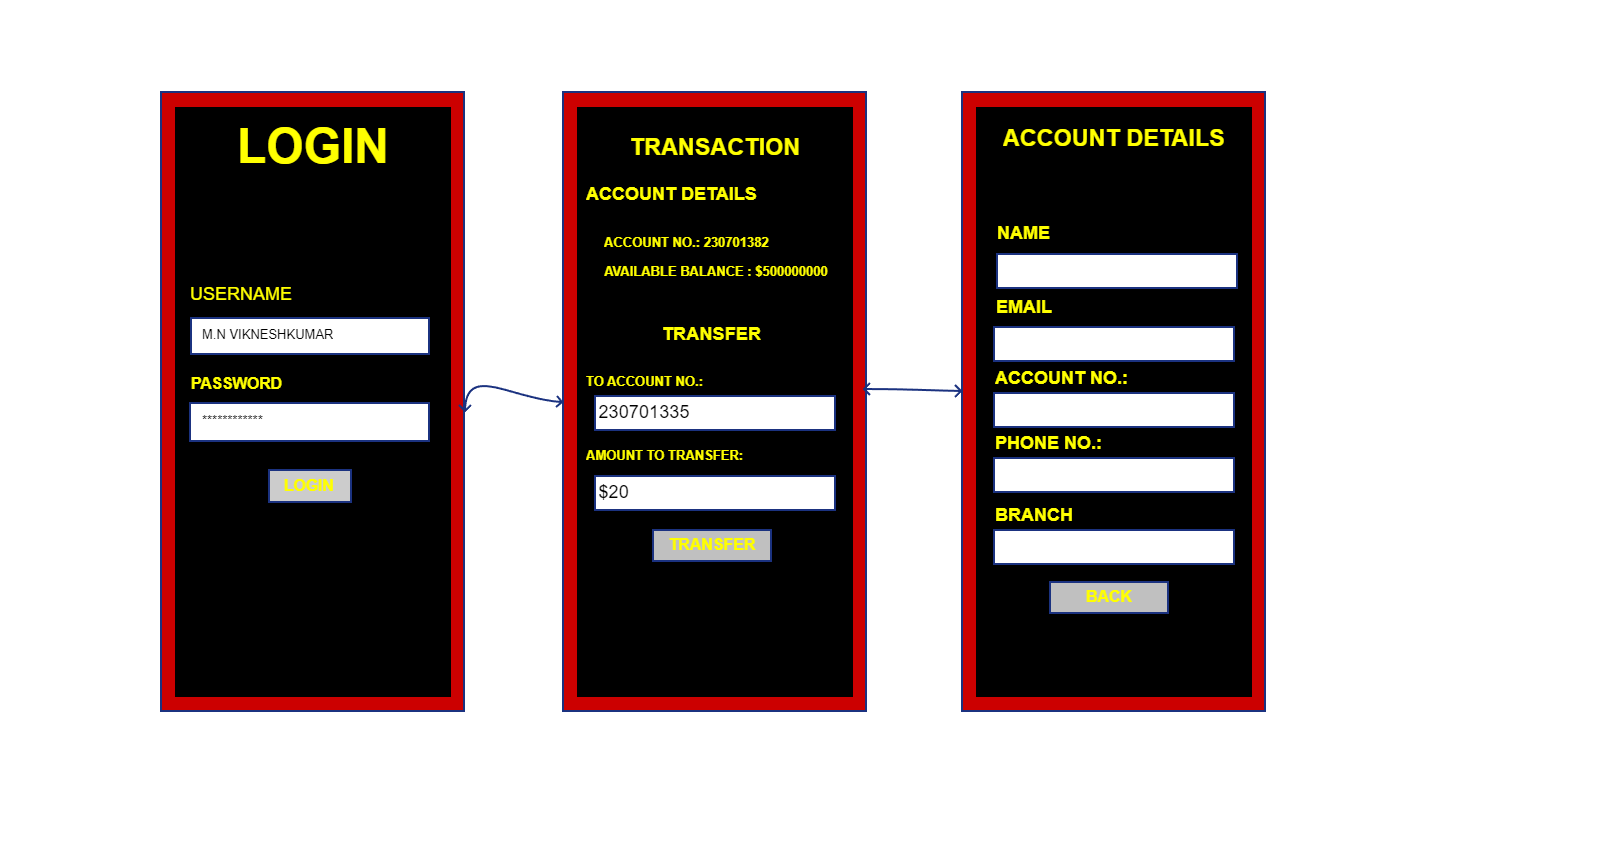 LOGIN
USERNAME
M.N VIKNESHKUMAR
PASSWORD
************
LOGIN
TRANSACTION
ACCOUNT DETAILS
ACCOUNT NO.: 230701382
AVAILABLE BALANCE : $500000000
TRANSFER
TO ACCOUNT NO.:
230701335
AMOUNT TO TRANSFER:
$20
TRANSFER
ACCOUNT DETAILS
NAME
EMAIL
ACCOUNT NO.:
PHONE NO.:
BRANCH
BACK